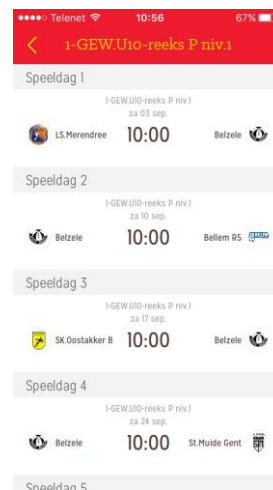 Telenet 10:56 67%
1-GEW.U10-reeks P niv.1
Speeldag 1
1-GEW.U10-reeks P niv.1
za 03 sep.
LS.Merendree 10:00 Belzele
Speeldag 2
1-GEW.U10-reeks P niv.1
za 10 sep.
Belzele 10:00 Bellem RS
Speeldag 3
1-GEW.U10-reeks P niv.1
za 17 sep.
SK.Oostakker B 10:00 Belzele
Speeldag 4
1-GEW.U10-reeks P niv.1
za 24 sep.
Belzele 10:00 St.Muide Gent
Speeldag 5